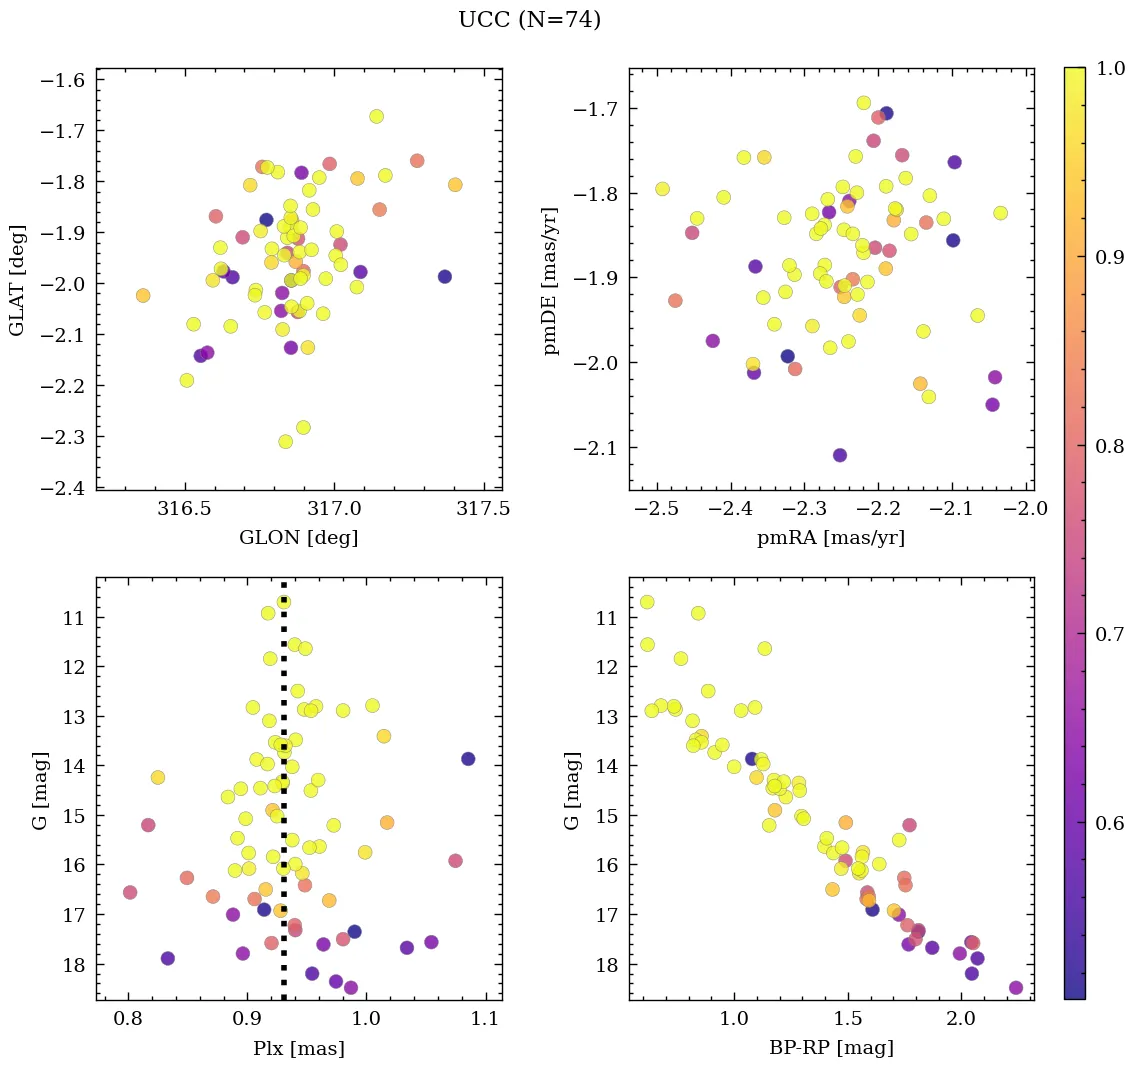 UCC (N=74)
−1.6
−1.7
−1.8
−1.9
−2.0
−2.1
−2.2
−2.3
−2.4
GLAT [deg]
316.5 317.0 317.5
GLON [deg]
−1.7
−1.8
−1.9
−2.0
−2.1
pmDE [mas/yr]
−2.5 −2.4 −2.3 −2.2 −2.1 −2.0
pmRA [mas/yr]
11
12
13
14
15
16
17
18
G [mag]
0.8 0.9 1.0 1.1
Plx [mas]
11
12
13
14
15
16
17
18
G [mag]
1.0 1.5 2.0
BP-RP [mag]
1.0
0.9
0.8
0.7
0.6